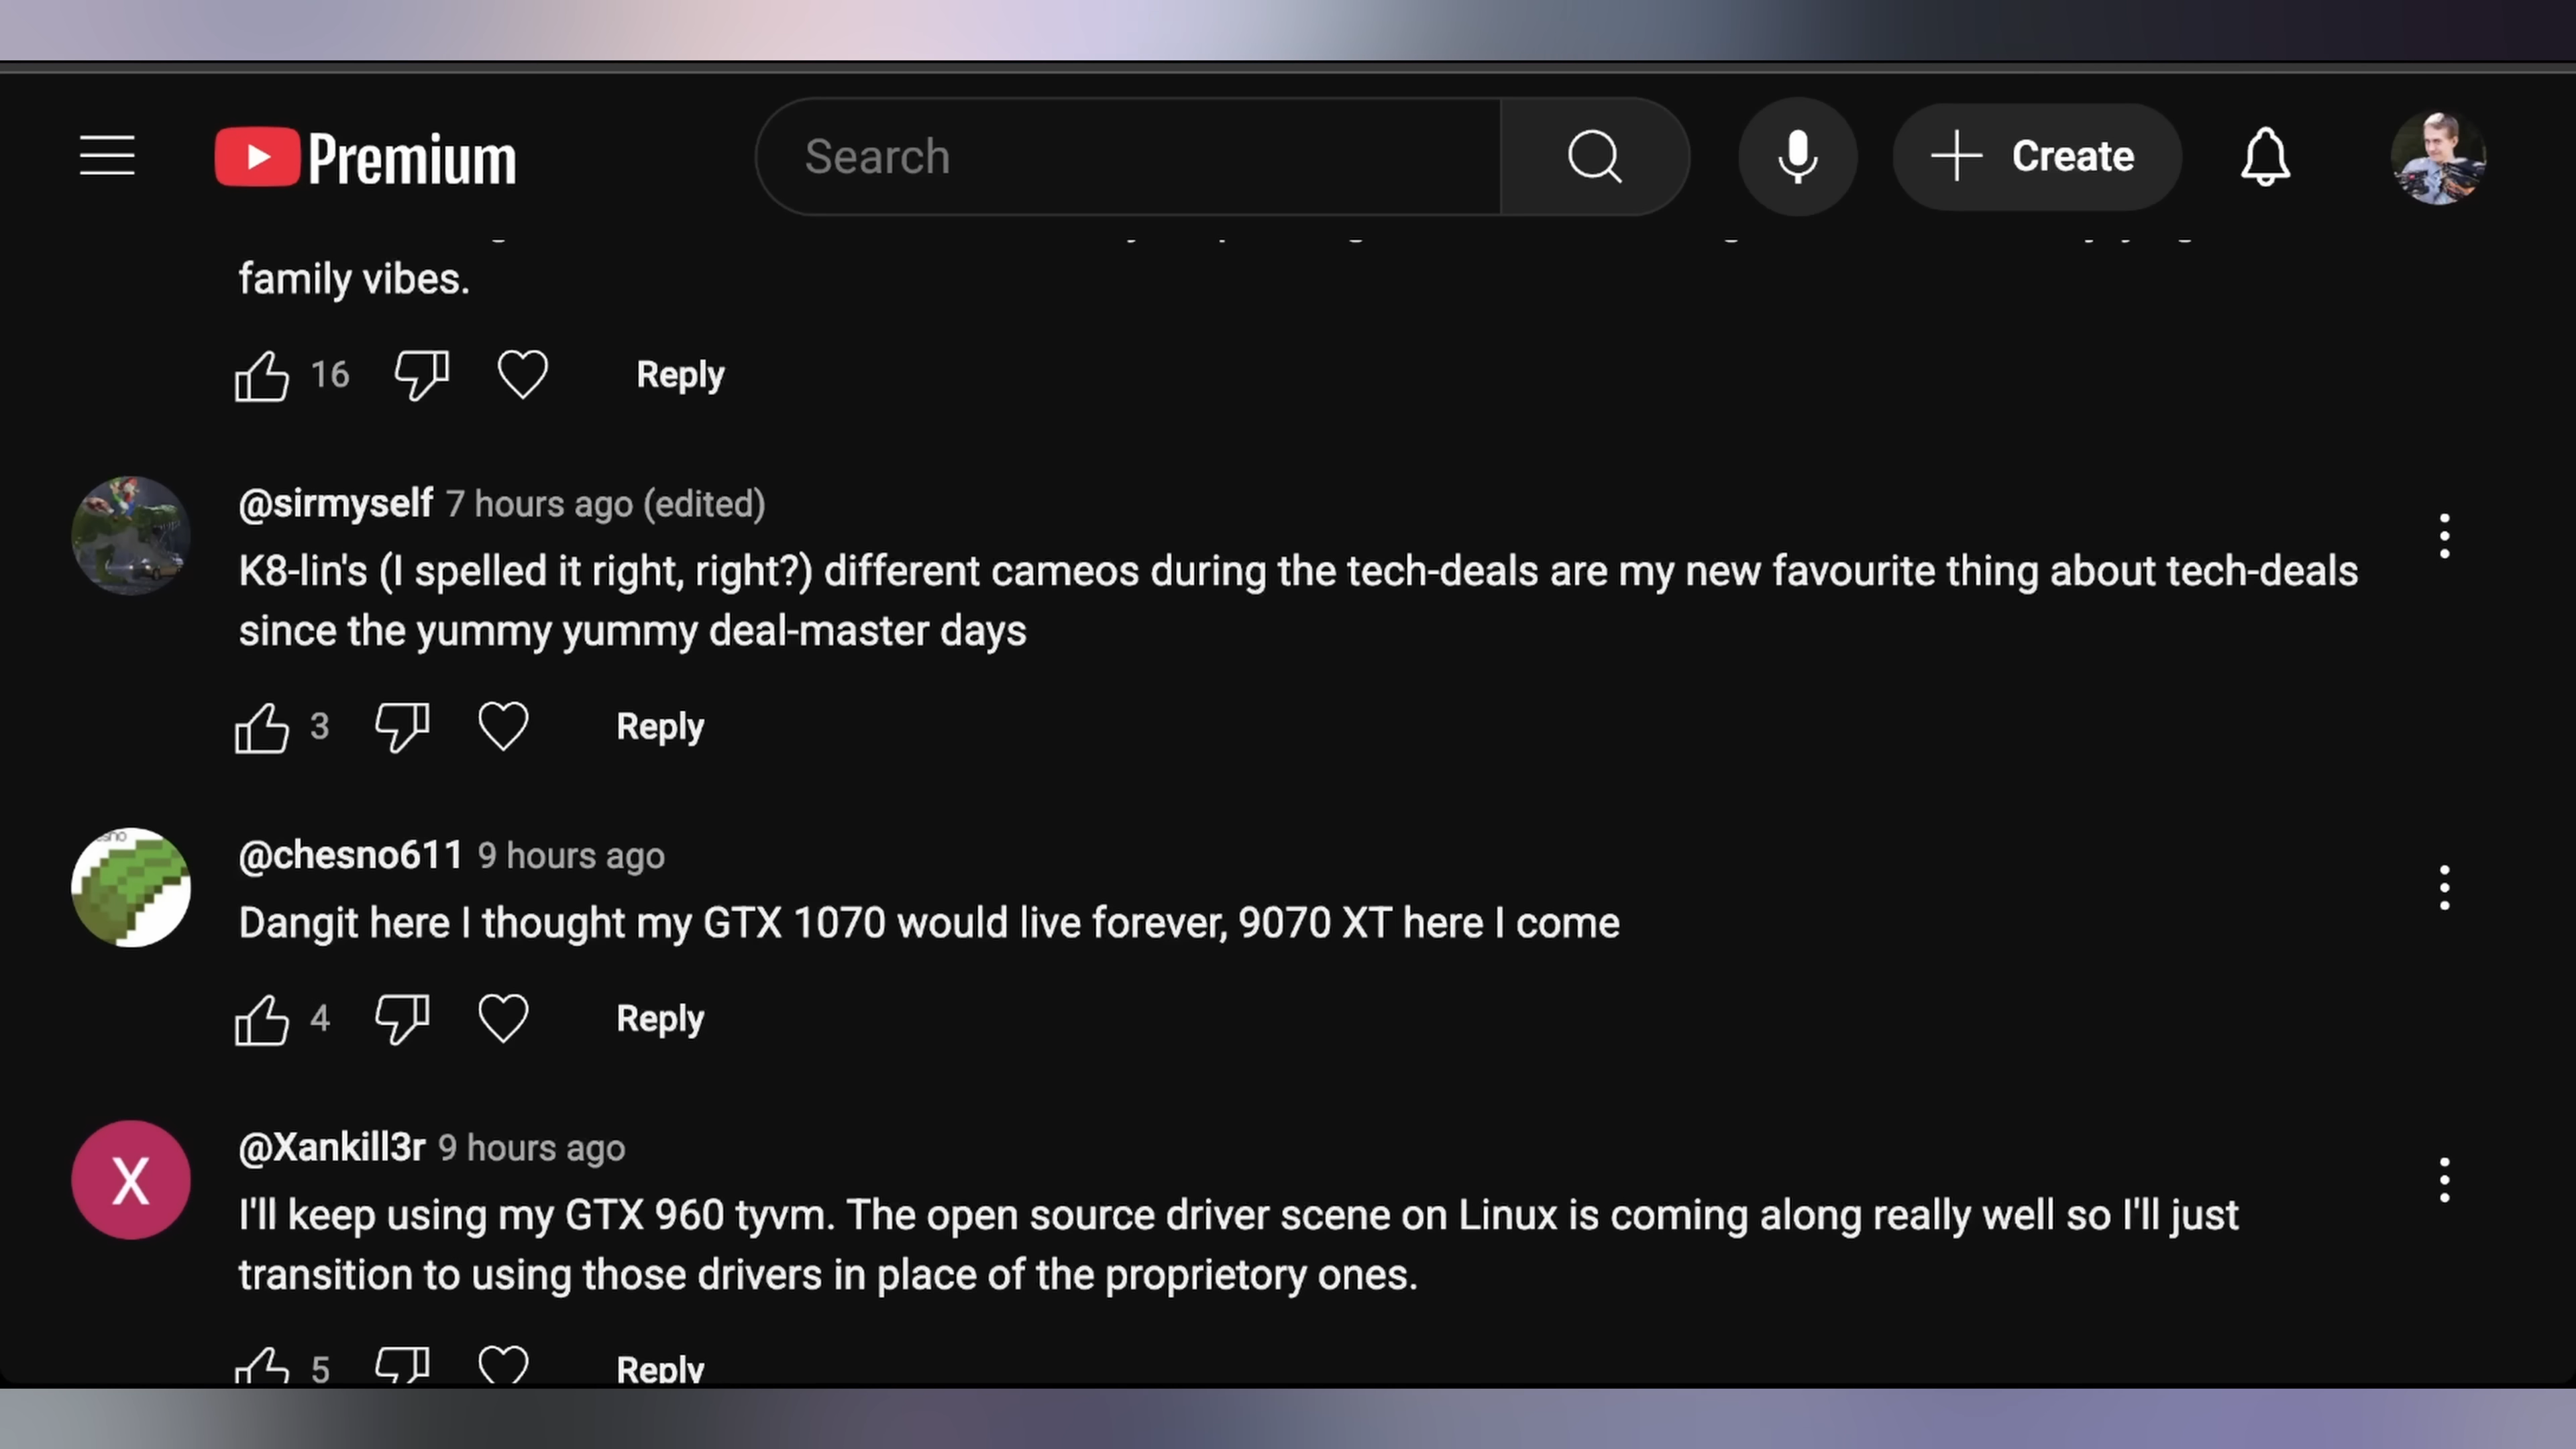 Premium
Search
Create
family vibes.
16
Reply
@sirmyself 7 hours ago (edited)
K8-lin's (I spelled it right, right?) different cameos during the tech-deals are my new favourite thing about tech-deals
since the yummy yummy deal-master days
3
Reply
@chesno611 9 hours ago
Dangit here I thought my GTX 1070 would live forever, 9070 XT here I come
4
Reply
X
@Xankill3r 9 hours ago
I'll keep using my GTX 960 tyvm. The open source driver scene on Linux is coming along really well so I'll just
transition to using those drivers in place of the proprietory ones.
5
Reply